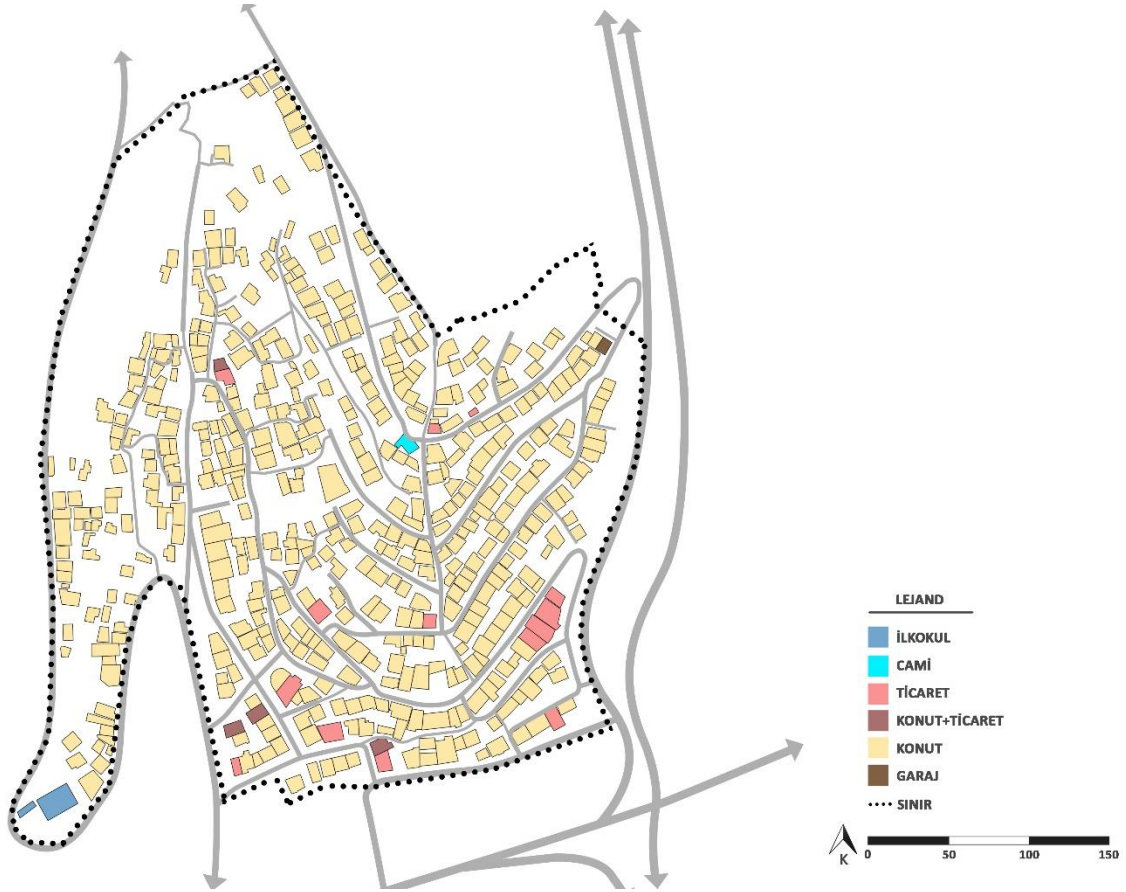 LEJAND
İLKOKUL
CAMİ
TİCARET
KONUT+TİCARET
KONUT
GARAJ
SINIR
K
0 50 100 150